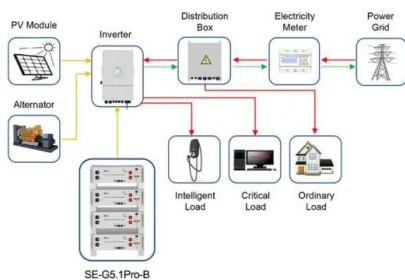 PV Module
Inverter
Distribution
Box
Electricity
Meter
Power
Grid
Alternator
Intelligent
Load
Critical
Load
Ordinary
Load
SE-G5.1Pro-B